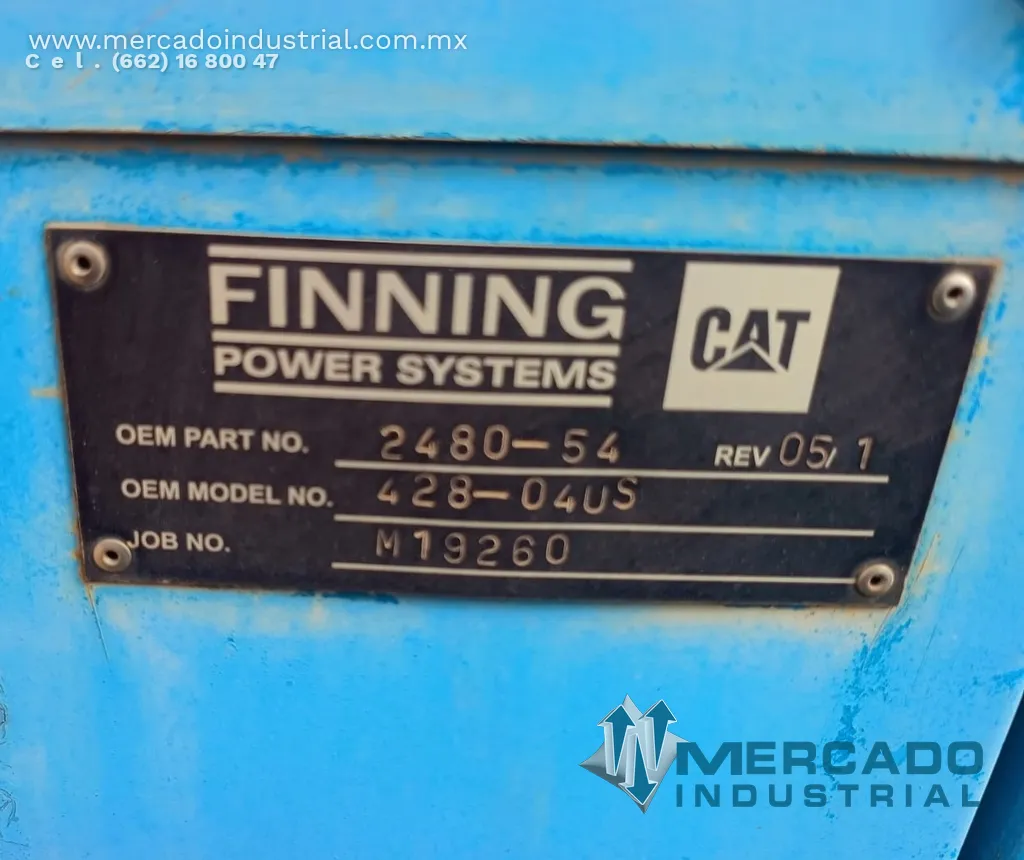 www.mercadoindustrial.com.mx
Cel. (662) 16 800 47
FINNING
POWER SYSTEMS
CAT
OEM PART NO. 2480-54 REV 05/1
OEM MODEL NO. 428-04US
JOB NO. M19260
MERCADO
INDUSTRIAL